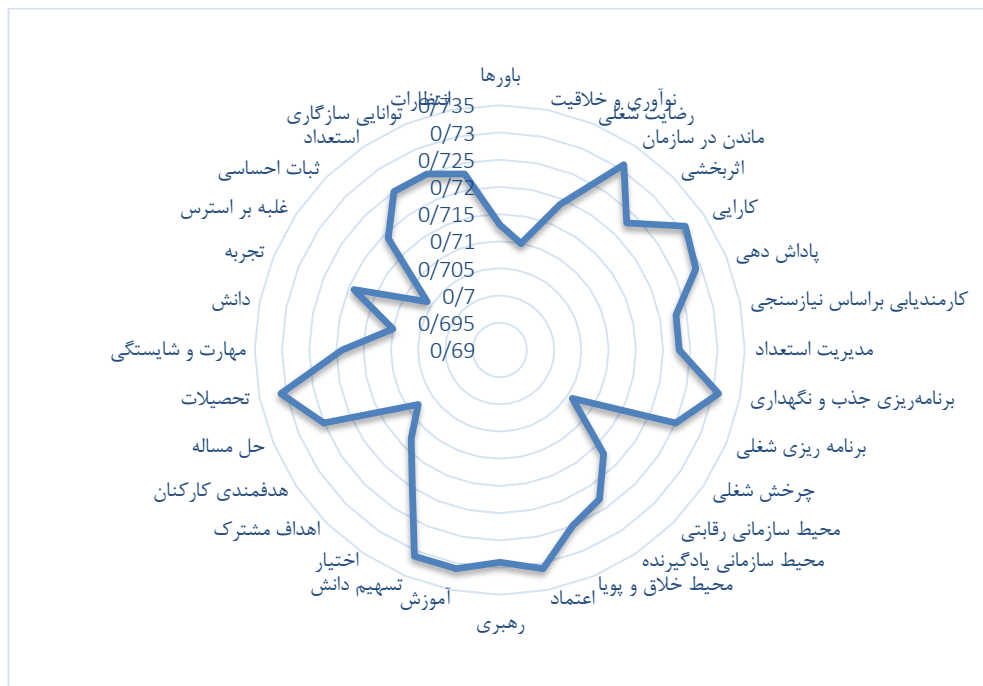 باورها
نوآوری و خلاقیت
رضایت شغلی
ماندن در سازمان
اثربخشی
کارایی
پاداش دهی
کارمندیابی براساس نیازسنجی
مدیریت استعداد
برنامه‌ریزی جذب و نگهداری
برنامه ریزی شغلی
چرخش شغلی
محیط سازمانی رقابتی
محیط سازمانی یادگیرنده
محیط خلاق و پویا
اعتماد
رهبری
آموزش
تسهیم دانش
اختیار
اهداف مشترک
هدفمندی کارکنان
حل مساله
تحصیلات
مهارت و شایستگی
دانش
تجربه
غلبه بر استرس
ثبات احساسی
استعداد
توانایی سازگاری
انتظارات
0/735
0/73
0/725
0/72
0/715
0/71
0/705
0/7
0/695
0/69